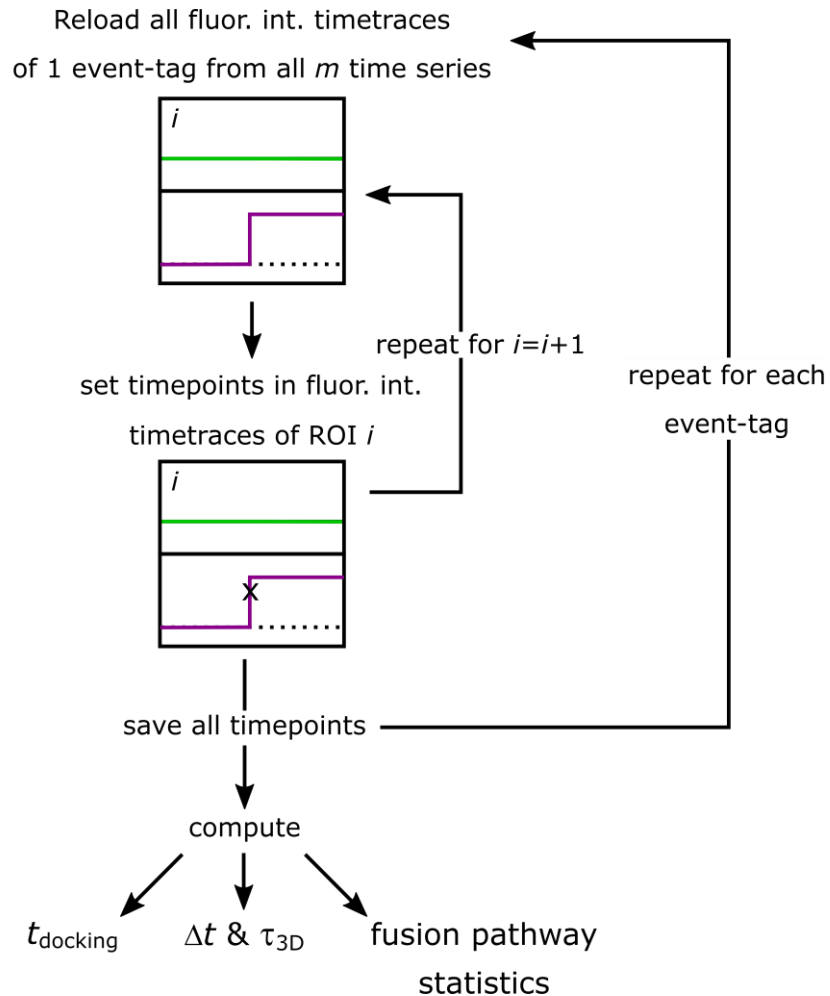 Reload all fluor. int. timetraces
of 1 event-tag from all m time series
i
repeat for i=i+1
set timepoints in fluor. int.
timetraces of ROI i
repeat for each
event-tag
i
x
save all timepoints
compute
tdocking
Δt & τ3D
fusion pathway
statistics